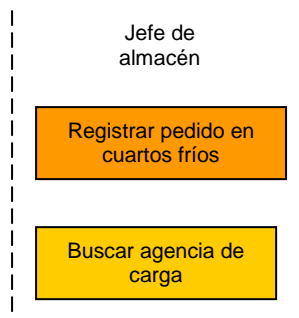 Jefe de
almacén
Registrar pedido en
cuartos fríos
Buscar agencia de
carga